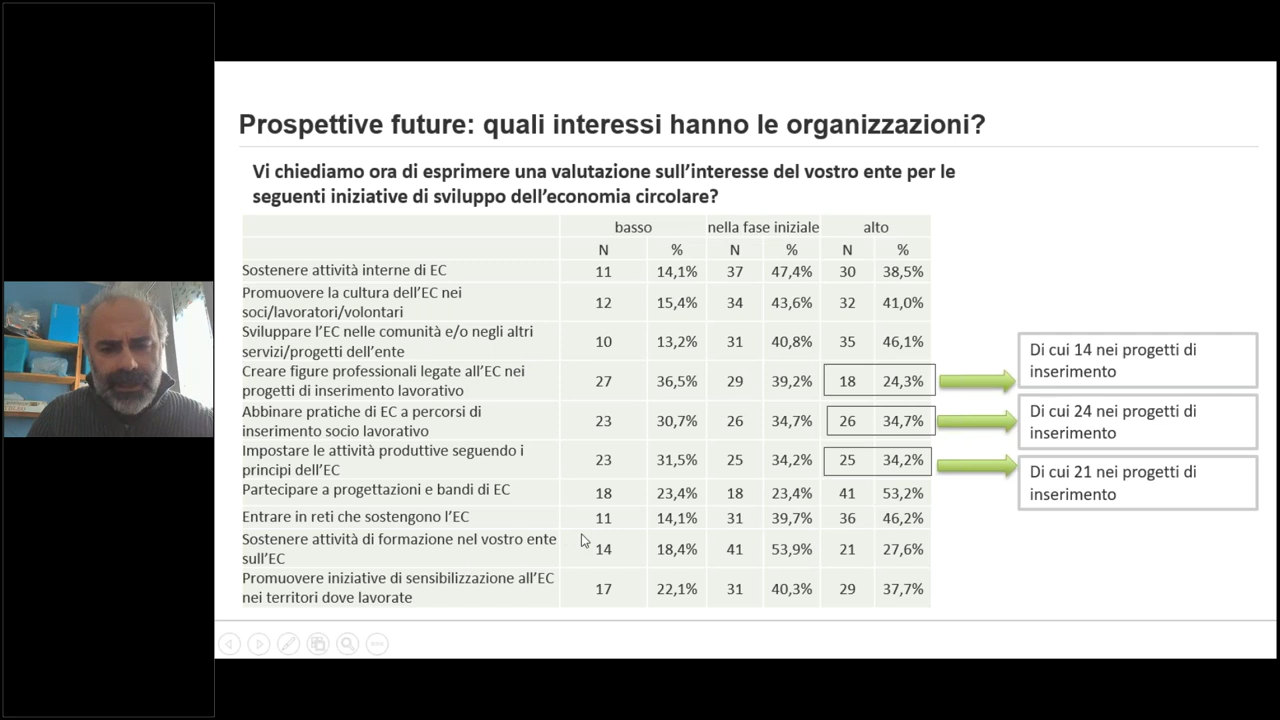 Prospettive future: quali interessi hanno le organizzazioni?
Vi chiediamo ora di esprimere una valutazione sull'interesse del vostro ente per le
seguenti iniziative di sviluppo dell'economia circolare?
basso nella fase iniziale alto
N % N % N %
Sostenere attività interne di EC 11 14,1% 37 47,4% 30 38,5%
Promuovere la cultura dell'EC nei
soci/lavoratori/volontari 12 15,4% 34 43,6% 32 41,0%
Sviluppare l'EC nelle comunità e/o negli altri
servizi/progetti dell'ente 10 13,2% 31 40,8% 35 46,1%
Creare figure professionali legate all'EC nei
progetti di inserimento lavorativo 27 36,5% 29 39,2% 18 24,3%
Abbinare pratiche di EC a percorsi di
inserimento socio lavorativo 23 30,7% 26 34,7% 26 34,7%
Impostare le attività produttive seguendo i
principi dell'EC 23 31,5% 25 34,2% 25 34,2%
Partecipare a progettazioni e bandi di EC 18 23,4% 18 23,4% 41 53,2%
Entrare in reti che sostengono l'EC 11 14,1% 31 39,7% 36 46,2%
Sostenere attività di formazione nel vostro ente
sull'EC 14 18,4% 41 53,9% 21 27,6%
Promuovere iniziative di sensibilizzazione all'EC
nei territori dove lavorate 17 22,1% 31 40,3% 29 37,7%
Di cui 14 nei progetti di
inserimento
Di cui 24 nei progetti di
inserimento
Di cui 21 nei progetti di
inserimento